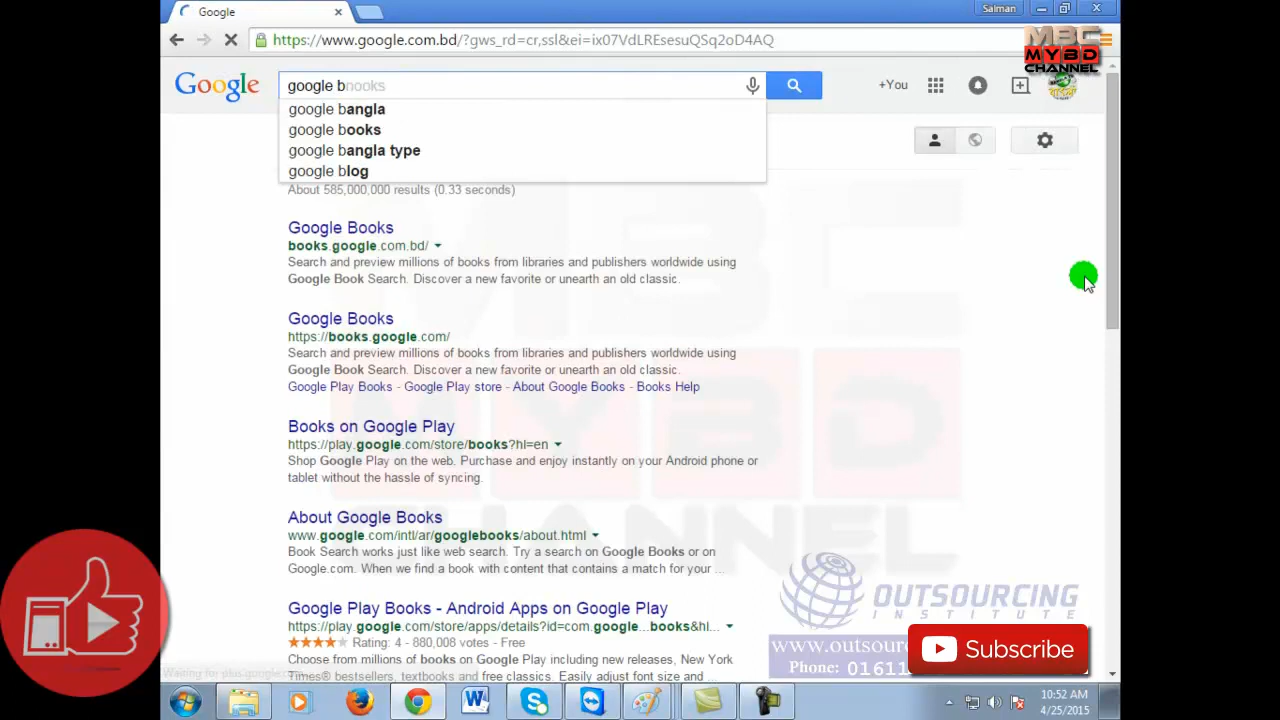 Google
Salman
https://www.google.com.bd/?gws_rd=cr,ssl&ei=ix07VdLREsesuQSq2oD4AQ
MBC
MYBD
CHANNEL
Google
google bnooks
+You
google bangla
google books
google bangla type
google blog
About 585,000,000 results (0.33 seconds)
Google Books
books.google.com.bd/
Search and preview millions of books from libraries and publishers worldwide using
Google Book Search. Discover a new favorite or unearth an old classic.
Google Books
https://books.google.com/
Search and preview millions of books from libraries and publishers worldwide using
Google Book Search. Discover a new favorite or unearth an old classic.
Google Play Books - Google Play store - About Google Books - Books Help
Books on Google Play
https://play.google.com/store/books?hl=en
Shop Google Play on the web. Purchase and enjoy instantly on your Android phone or
tablet without the hassle of syncing.
About Google Books
www.google.com/intl/ar/googlebooks/about.html
Book Search works just like web search. Try a search on Google Books or on
Google.com. When we find a book with content that contains a match for your ...
Google Play Books - Android Apps on Google Play
https://play.google.com/store/apps/details?id=com.google...books&hl...
Rating: 4 - 880,008 votes - Free
Choose from millions of books on Google Play including new releases, New York
Times® bestsellers, textbooks and free classics. Easily adjust font size and ...
MBC
MYBD
CHANNEL
OUTSOURCING
INSTITUTE
www.outsour
Phone: 01611
Subscribe
Waiting for plus.google.c
10:52 AM
4/25/2015